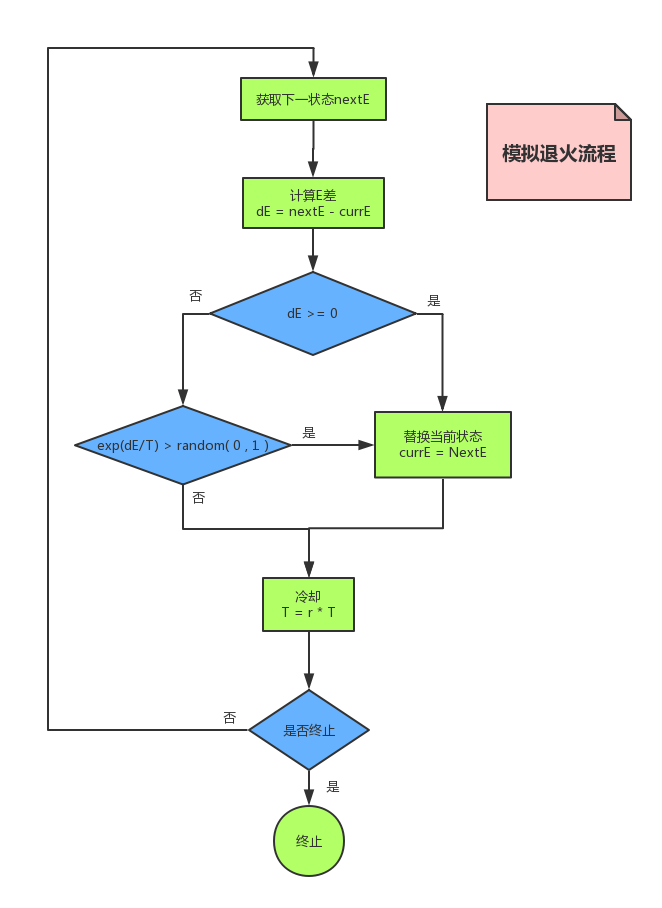 获取下一状态nextE
模拟退火流程
计算E差
dE = nextE - currE
否
是
dE >= 0
exp(dE/T) > random( 0 , 1 )
是
替换当前状态
currE = NextE
否
冷却
T = r * T
否
是否终止
是
终止